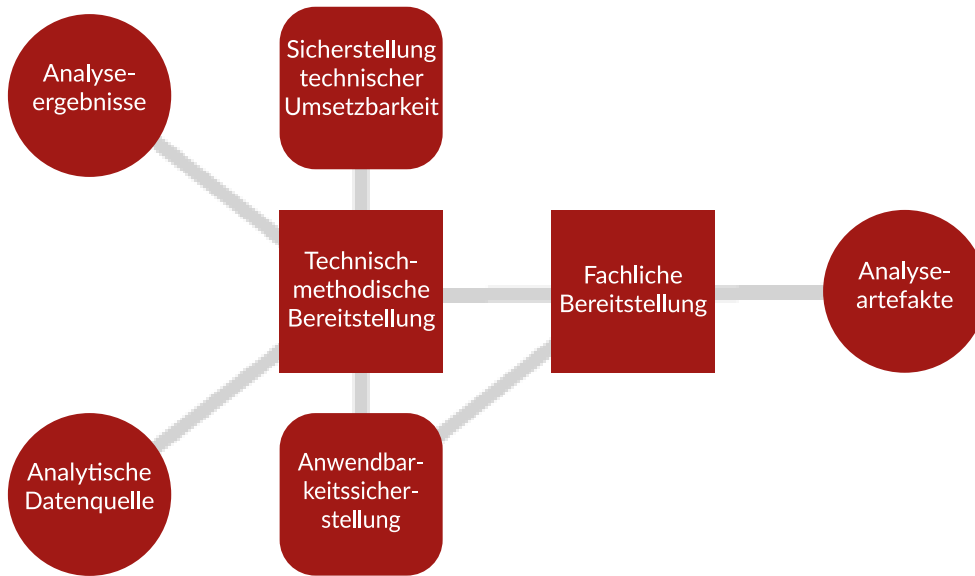 Analyse-
ergebnisse
Sicherstellung
technischer
Umsetzbarkeit
Technisch-
methodische
Bereitstellung
Fachliche
Bereitstellung
Analyse-
artefakte
Analytische
Datenquelle
Anwendbar-
keitssicher-
stellung